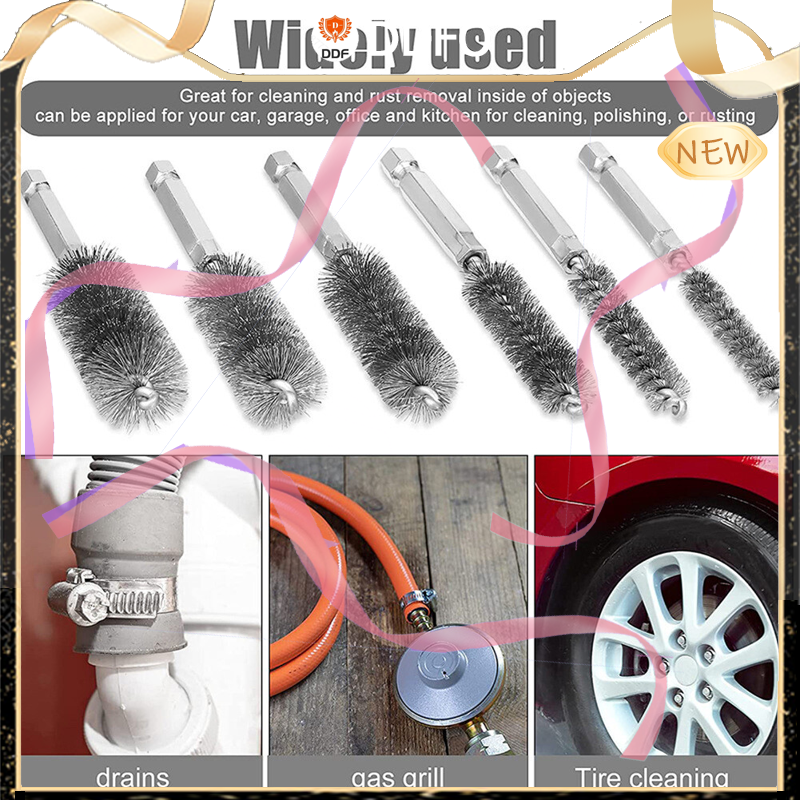 Widely used
D
DDF
Great for cleaning and rust removal inside of objects
can be applied for your car, garage, office and kitchen for cleaning, polishing, or rusting
NEW
drains
gas grill
Tire cleaning